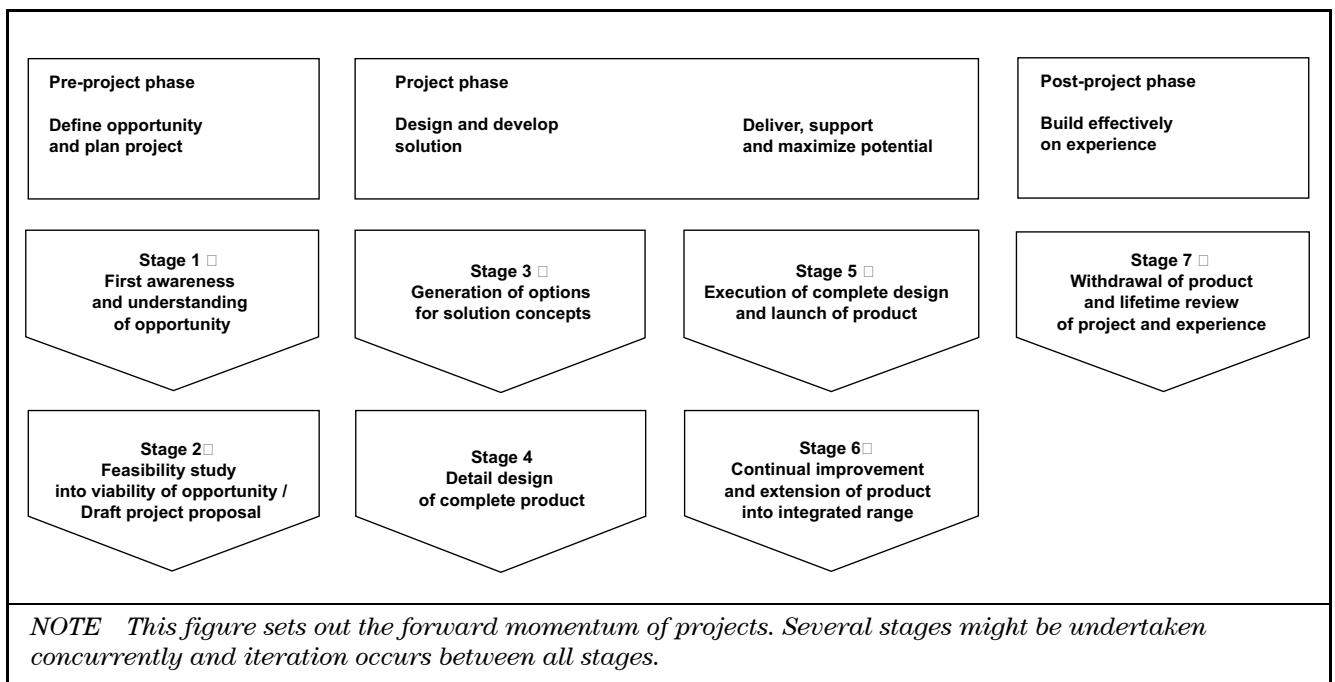 Pre-project phase
Define opportunity
and plan project
Project phase
Design and develop
solution
Deliver, support
and maximize potential
Post-project phase
Build effectively
on experience
Stage 1 □
First awareness
and understanding
of opportunity
Stage 3 □
Generation of options
for solution concepts
Stage 5 □
Execution of complete design
and launch of product
Stage 7 □
Withdrawal of product
and lifetime review
of project and experience
Stage 2□
Feasibility study
into viability of opportunity /
Draft project proposal
Stage 4
Detail design
of complete product
Stage 6□
Continual improvement
and extension of product
into integrated range
NOTE This figure sets out the forward momentum of projects. Several stages might be undertaken
concurrently and iteration occurs between all stages.